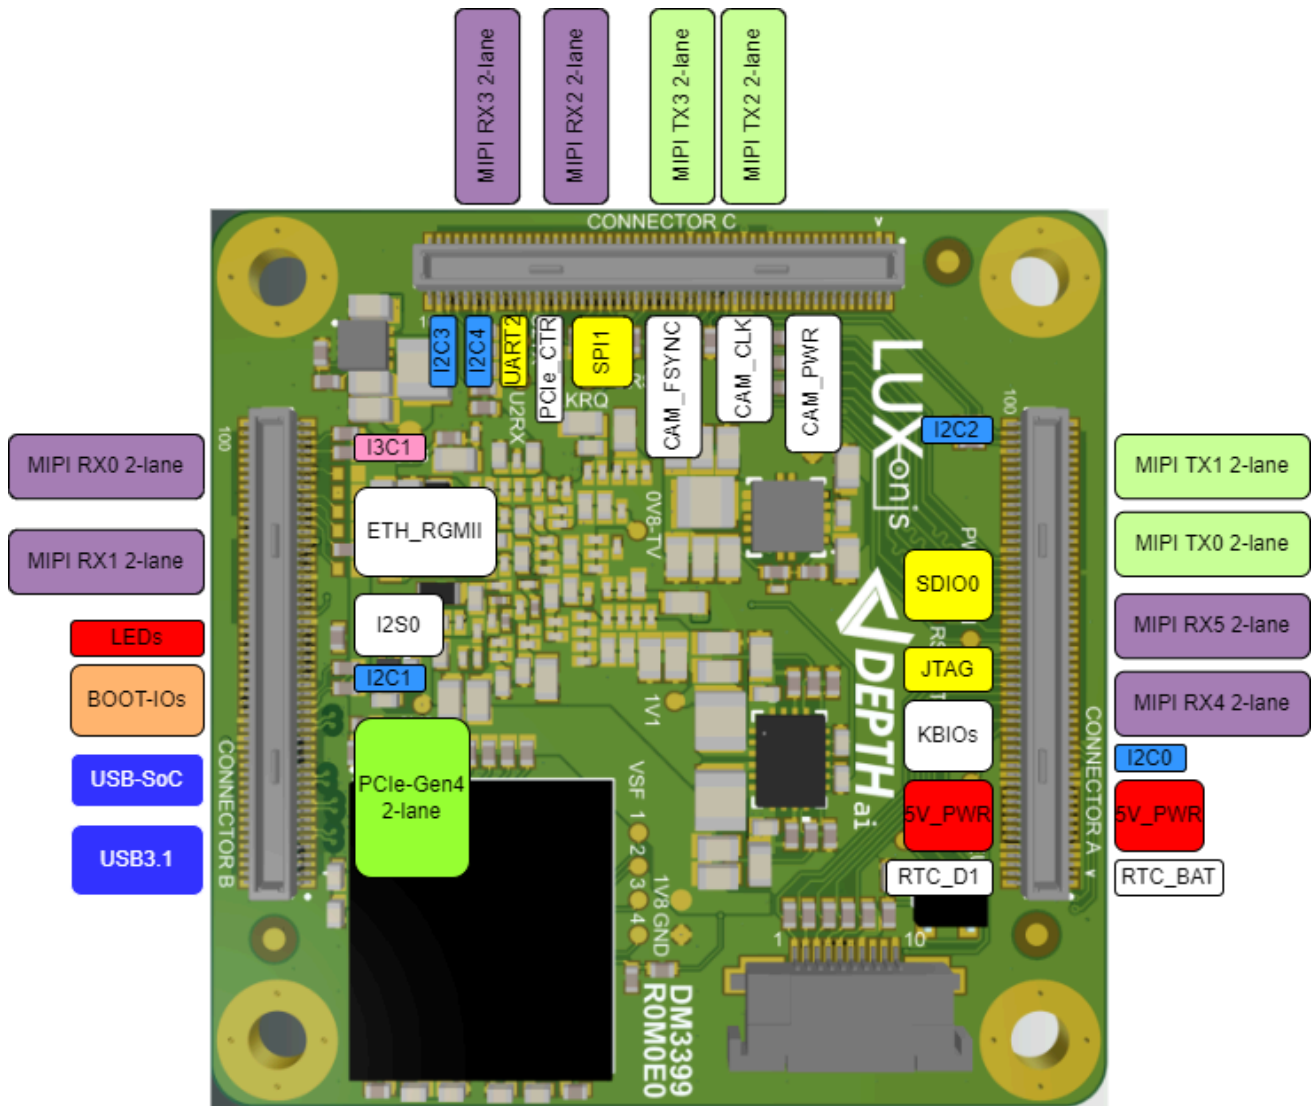 MIPI RX3 2-lane
MIPI RX2 2-lane
MIPI TX3 2-lane
MIPI TX2 2-lane
CONNECTOR C
1
I2C3
I2C4
UART2
PCIe_CTR
SPI1
CAM_FSYNC
CAM_CLK
CAM_PWR
U2RX
KRQ
LUXonis
100
100
I2C2
I3C1
MIPI RX0 2-lane
MIPI TX1 2-lane
ETH_RGMII
0V8-TV
MIPI RX1 2-lane
MIPI TX0 2-lane
SDIO0
I2S0
MIPI RX5 2-lane
LEDs
JTAG
I2C1
BOOT-IOs
1V1
DEPTH
ai
MIPI RX4 2-lane
KBIOs
CONNECTOR B
CONNECTOR A
I2C0
USB-SoC
PCIe-Gen4
2-lane
VSF 1 2 3 4
5V_PWR
5V_PWR
USB3.1
RTC_D1
RTC_BAT
1V8 GND
1
10
DM3399
R0M0E0